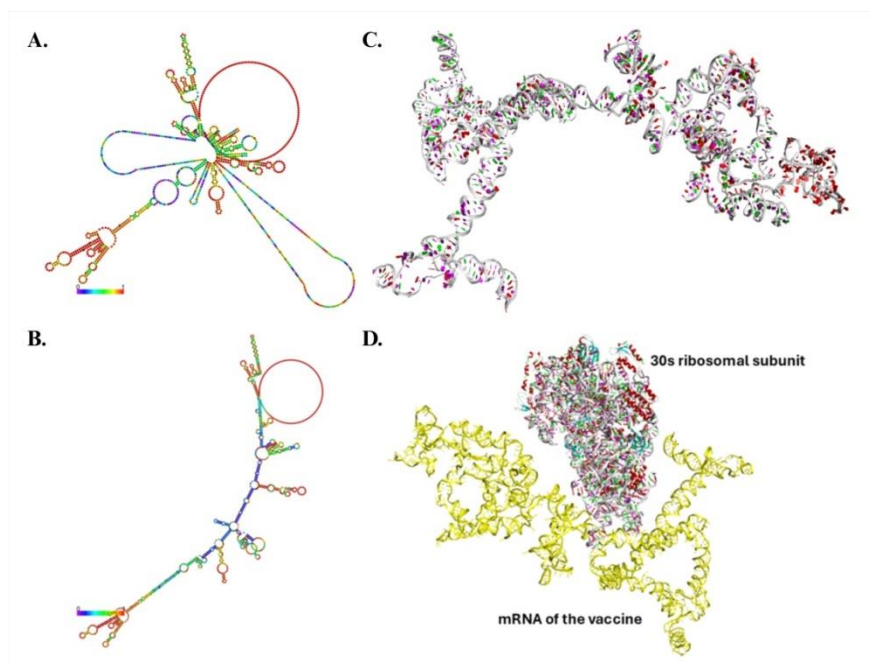 A.
C.
B.
D.
30s ribosomal subunit
mRNA of the vaccine